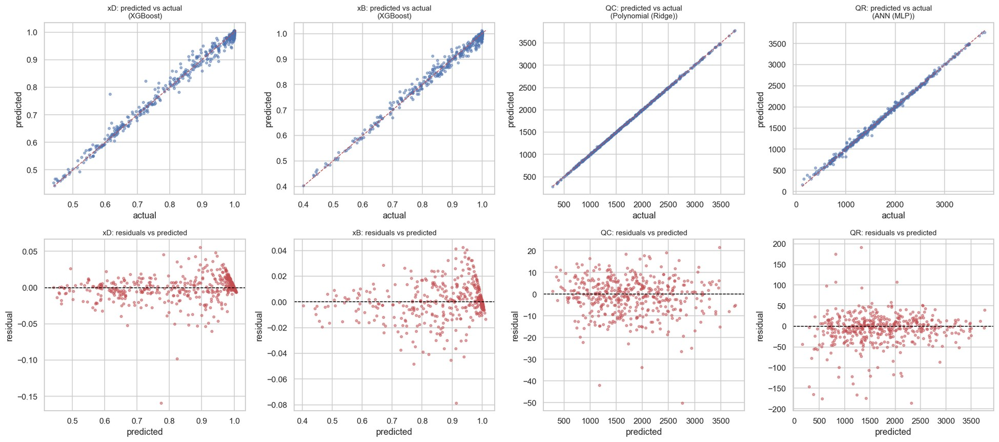 xD: predicted vs actual
(XGBoost)
xB: predicted vs actual
(XGBoost)
QC: predicted vs actual
(Polynomial (Ridge))
QR: predicted vs actual
(ANN (MLP))
predicted
1.0
0.9
0.8
0.7
0.6
0.5
0.5 0.6 0.7 0.8 0.9 1.0
actual
predicted
1.0
0.9
0.8
0.7
0.6
0.5
0.4
0.4 0.5 0.6 0.7 0.8 0.9 1.0
actual
predicted
3500
3000
2500
2000
1500
1000
500
500 1000 1500 2000 2500 3000 3500
actual
predicted
3500
3000
2500
2000
1500
1000
500
0
0 1000 2000 3000
actual
xD: residuals vs predicted
residual
0.05
0.00
−0.05
−0.10
−0.15
0.5 0.6 0.7 0.8 0.9 1.0
predicted
xB: residuals vs predicted
residual
0.04
0.02
0.00
−0.02
−0.04
−0.06
−0.08
0.4 0.5 0.6 0.7 0.8 0.9 1.0
predicted
QC: residuals vs predicted
residual
20
10
0
−10
−20
−30
−40
−50
500 1000 1500 2000 2500 3000 3500
predicted
QR: residuals vs predicted
residual
200
150
100
50
0
−50
−100
−150
−200
0 500 1000 1500 2000 2500 3000 3500
predicted